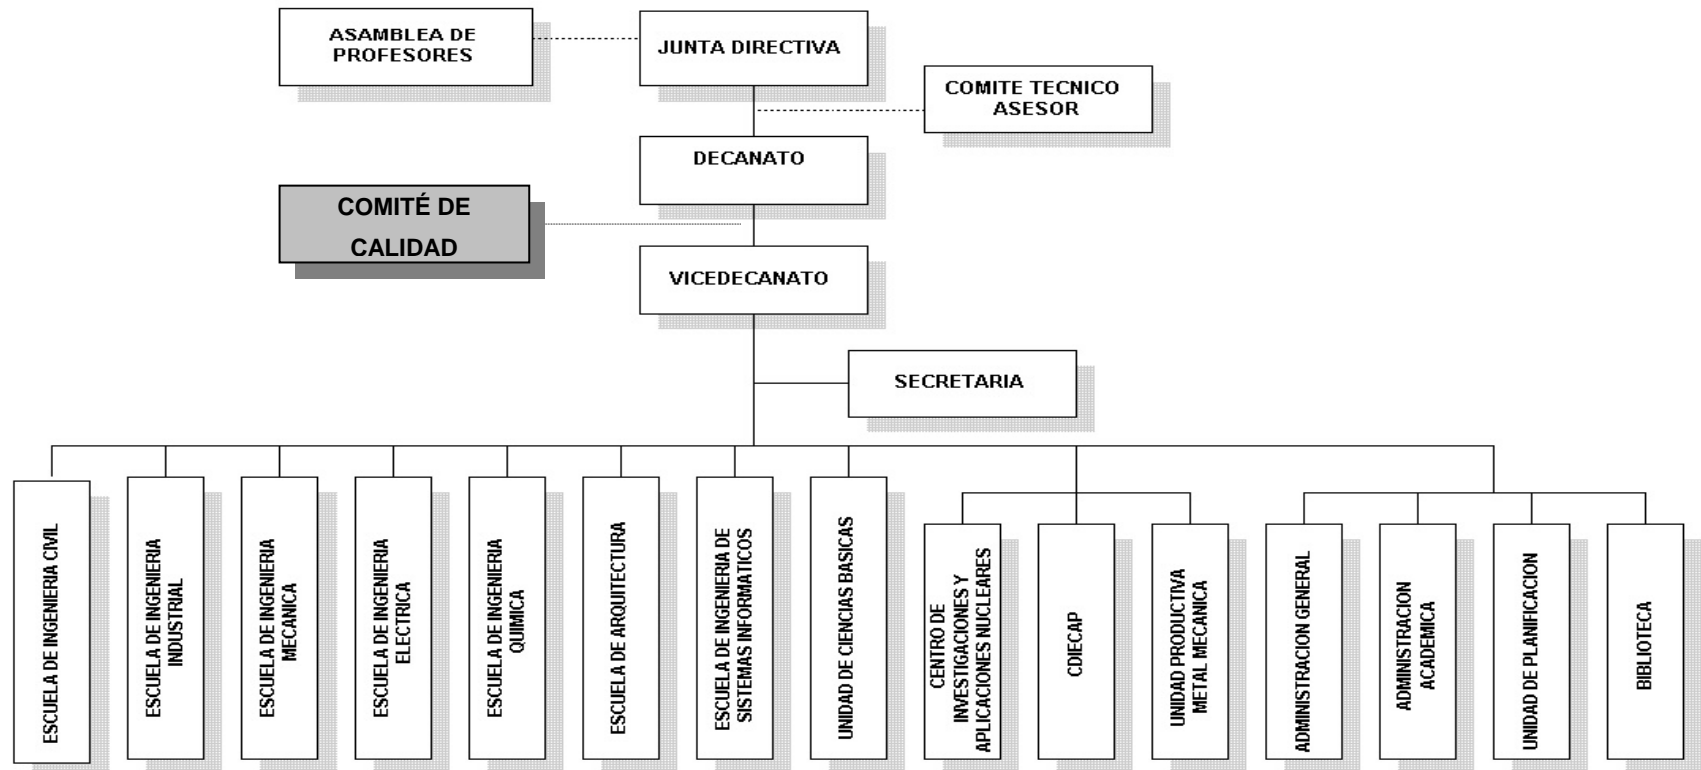 ASAMBLEA DE
PROFESORES
JUNTA DIRECTIVA
COMITE TECNICO
ASESOR
DECANATO
COMITÉ DE
CALIDAD
VICEDECANATO
SECRETARIA
ESCUELA DE INGENIERIA CIVIL
ESCUELA DE INGENIERIA
INDUSTRIAL
ESCUELA DE INGENIERIA
MECANICA
ESCUELA DE INGENIERIA
ELECTRICA
ESCUELA DE INGENIERIA
QUIMICA
ESCUELA DE ARQUITECTURA
ESCUELA DE INGENIERIA DE
SISTEMAS INFORMATICOS
UNIDAD DE CIENCIAS BASICAS
CENTRO DE
INVESTIGACIONES Y
APLICACIONES NUCLEARES
CDIECAP
UNIDAD PRODUCTIVA
METAL MECANICA
ADMINISTRACION GENERAL
ADMINISTRACION
ACADEMICA
UNIDAD DE PLANIFICACION
BIBLIOTECA